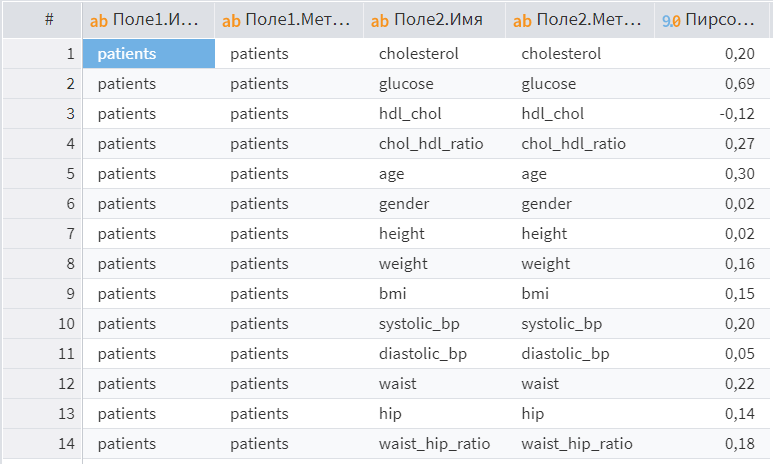 # ab Поле1.И... ab Поле1.Мет... ab Поле2.Имя ab Поле2.Мет... 9.0 Пирсо...
1 patients patients cholesterol cholesterol 0,20
2 patients patients glucose glucose 0,69
3 patients patients hdl_chol hdl_chol -0,12
4 patients patients chol_hdl_ratio chol_hdl_ratio 0,27
5 patients patients age age 0,30
6 patients patients gender gender 0,02
7 patients patients height height 0,02
8 patients patients weight weight 0,16
9 patients patients bmi bmi 0,15
10 patients patients systolic_bp systolic_bp 0,20
11 patients patients diastolic_bp diastolic_bp 0,05
12 patients patients waist waist 0,22
13 patients patients hip hip 0,14
14 patients patients waist_hip_ratio waist_hip_ratio 0,18